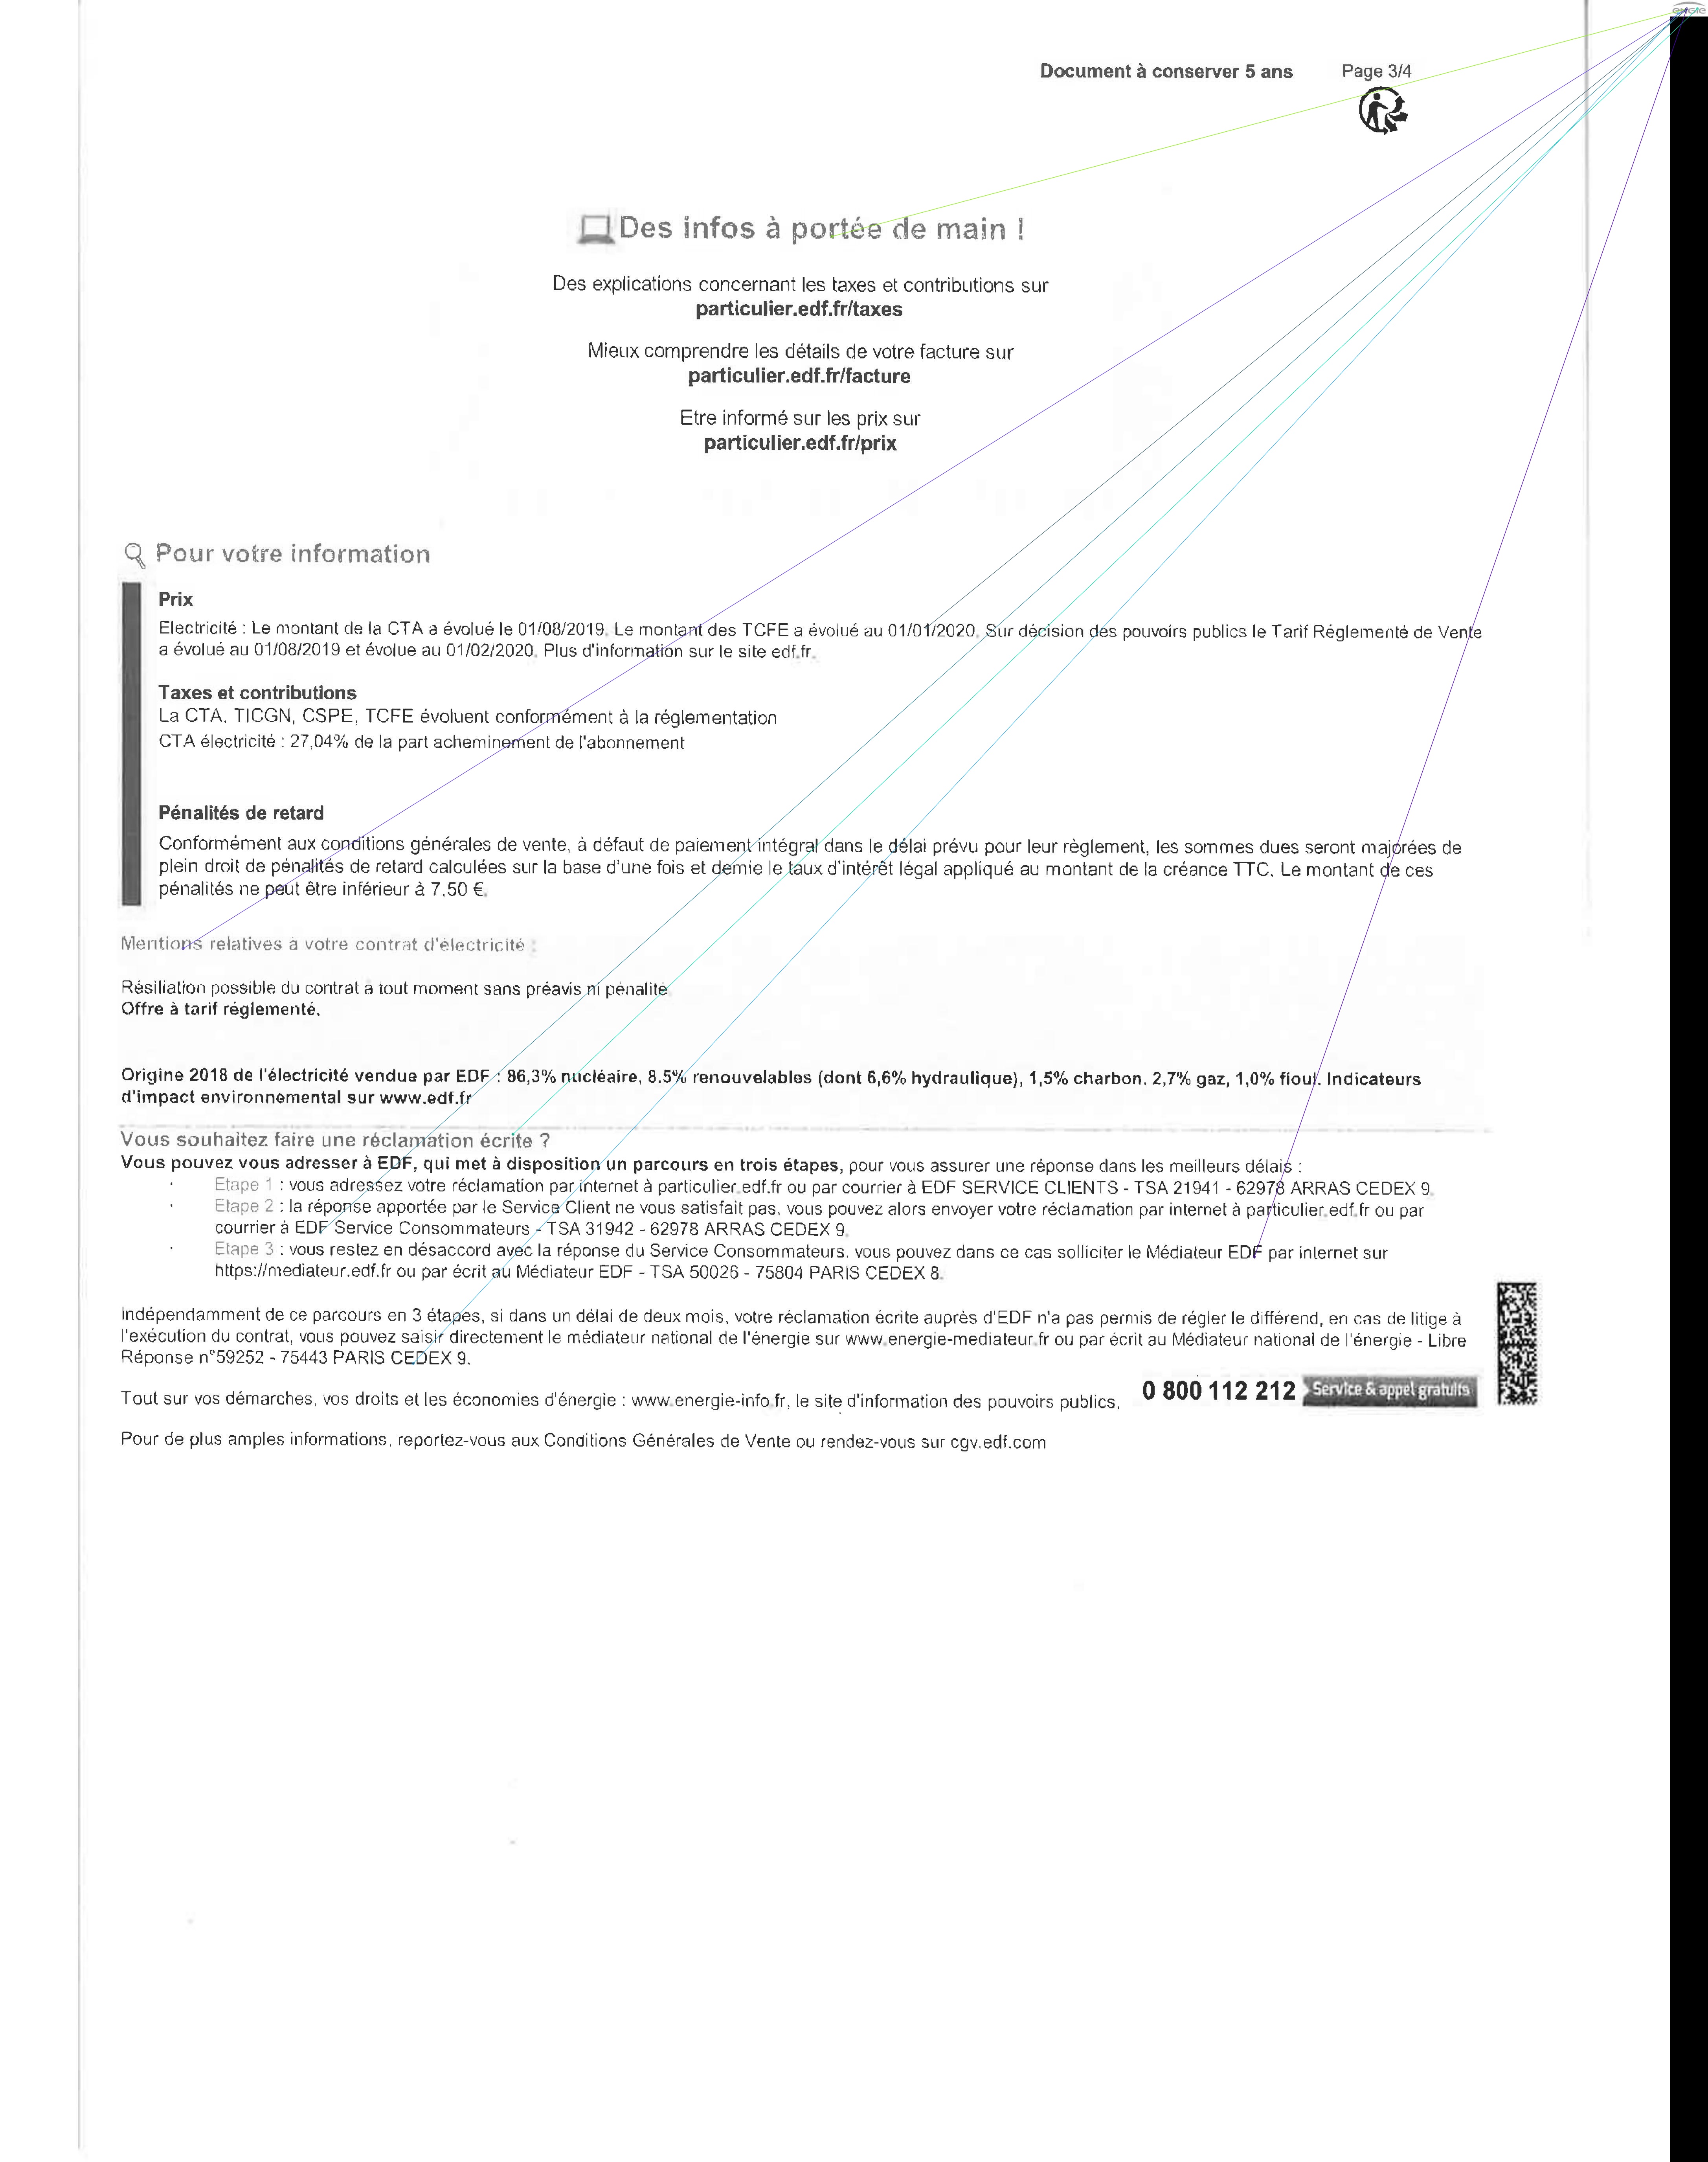 engie
Document à conserver 5 ans Page 3/4
Des infos à portée de main !
Des explications concernant les taxes et contributions sur
particulier.edf.fr/taxes
Mieux comprendre les détails de votre facture sur
particulier.edf.fr/facture
Etre informé sur les prix sur
particulier.edf.fr/prix
Pour votre information
Prix
Electricité : Le montant de la CTA a évolué le 01/08/2019. Le montant des TCFE a évolué au 01/01/2020. Sur décision des pouvoirs publics le Tarif Réglementé de Vente
a évolué au 01/08/2019 et évolue au 01/02/2020. Plus d'information sur le site edf.fr.
Taxes et contributions
La CTA, TICGN, CSPE, TCFE évoluent conformément à la réglementation
CTA électricité : 27,04% de la part acheminement de l'abonnement
Pénalités de retard
Conformément aux conditions générales de vente, à défaut de paiement intégral dans le délai prévu pour leur règlement, les sommes dues seront majorées de
plein droit de pénalités de retard calculées sur la base d'une fois et demie le taux d'intérêt légal appliqué au montant de la créance TTC. Le montant de ces
pénalités ne peut être inférieur à 7.50 €.
Mentions relatives à votre contrat d'électricité :
Résiliation possible du contrat à tout moment sans préavis ni pénalité
Offre à tarif réglementé.
Origine 2018 de l'électricité vendue par EDF : 86,3% nucléaire, 8.5% renouvelables (dont 6,6% hydraulique), 1,5% charbon, 2,7% gaz, 1,0% fioul. Indicateurs
d'impact environnemental sur www.edf.fr
Vous souhaitez faire une réclamation écrite ?
Vous pouvez vous adresser à EDF, qui met à disposition un parcours en trois étapes, pour vous assurer une réponse dans les meilleurs délais :
· Etape 1 : vous adressez votre réclamation par internet à particulier.edf.fr ou par courrier à EDF SERVICE CLIENTS - TSA 21941 - 62978 ARRAS CEDEX 9.
· Etape 2 : la réponse apportée par le Service Client ne vous satisfait pas, vous pouvez alors envoyer votre réclamation par internet à particulier.edf.fr ou par
courrier à EDF Service Consommateurs - TSA 31942 - 62978 ARRAS CEDEX 9.
· Etape 3 : vous restez en désaccord avec la réponse du Service Consommateurs, vous pouvez dans ce cas solliciter le Médiateur EDF par internet sur
https://mediateur.edf.fr ou par écrit au Médiateur EDF - TSA 50026 - 75804 PARIS CEDEX 8.
Indépendamment de ce parcours en 3 étapes, si dans un délai de deux mois, votre réclamation écrite auprès d'EDF n'a pas permis de régler le différend, en cas de litige à
l'exécution du contrat, vous pouvez saisir directement le médiateur national de l'énergie sur www.energie-mediateur.fr ou par écrit au Médiateur national de l'énergie - Libre
Réponse n°59252 - 75443 PARIS CEDEX 9.
Tout sur vos démarches, vos droits et les économies d'énergie : www.energie-info.fr, le site d'information des pouvoirs publics, 0 800 112 212 Service & appel gratuits
Pour de plus amples informations, reportez-vous aux Conditions Générales de Vente ou rendez-vous sur cgv.edf.com